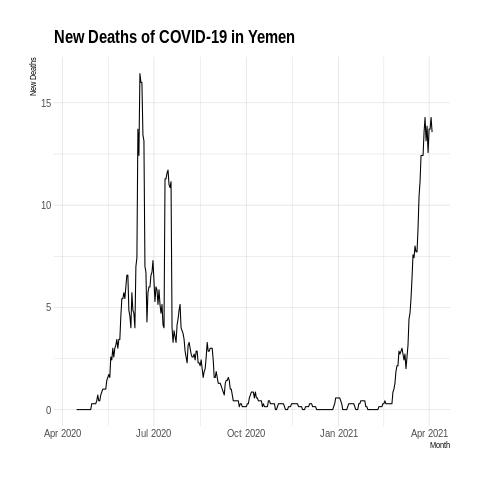 New Deaths of COVID-19 in Yemen
New Deaths
15
10
5
0
Apr 2020 Jul 2020 Oct 2020 Jan 2021 Apr 2021
Month